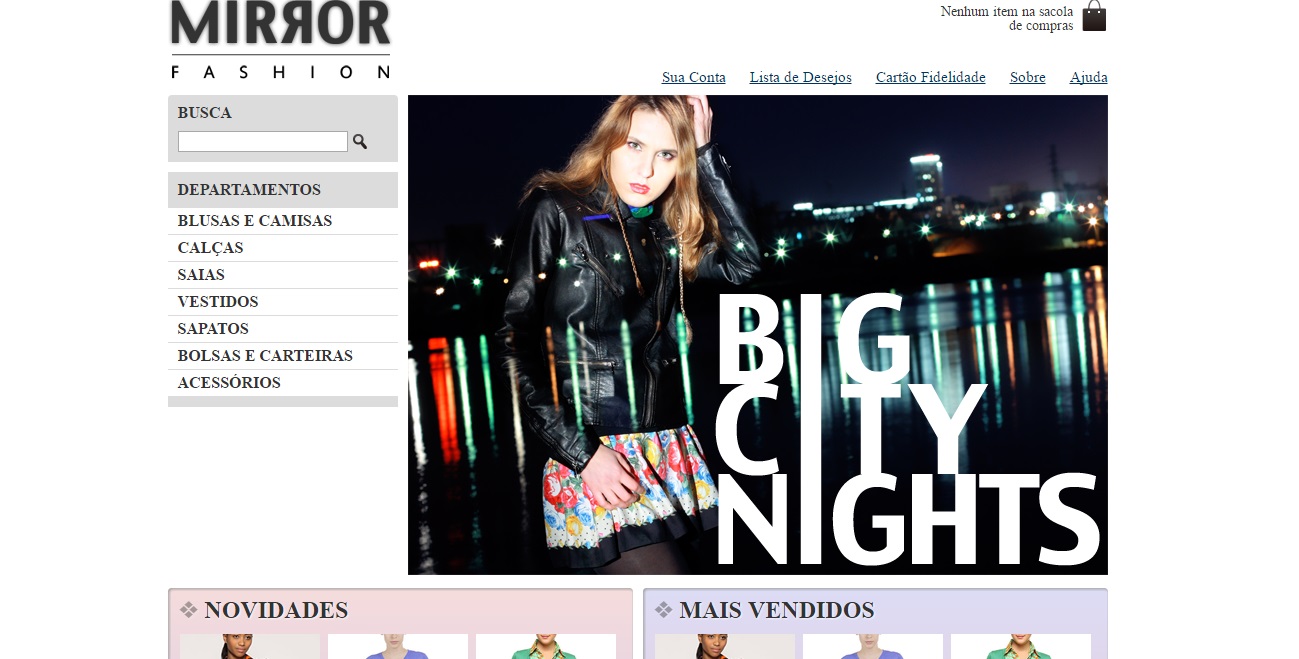 MIRЯOR
FASHION
Nenhum item na sacola
de compras
Sua Conta Lista de Desejos Cartão Fidelidade Sobre Ajuda
BUSCA
DEPARTAMENTOS
BLUSAS E CAMISAS
CALÇAS
SAIAS
VESTIDOS
SAPATOS
BOLSAS E CARTEIRAS
ACESSÓRIOS
BIG
CITY
NIGHTS
NOVIDADES
MAIS VENDIDOS